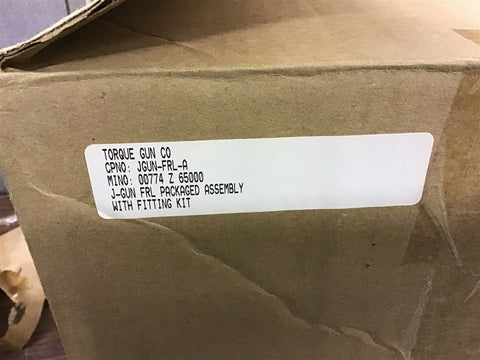 TORQUE GUN CO
CPNO: JGUN-FRL-A
MINO: 00774 Z 65000
J-GUN FRL PACKAGED ASSEMBLY
WITH FITTING KIT